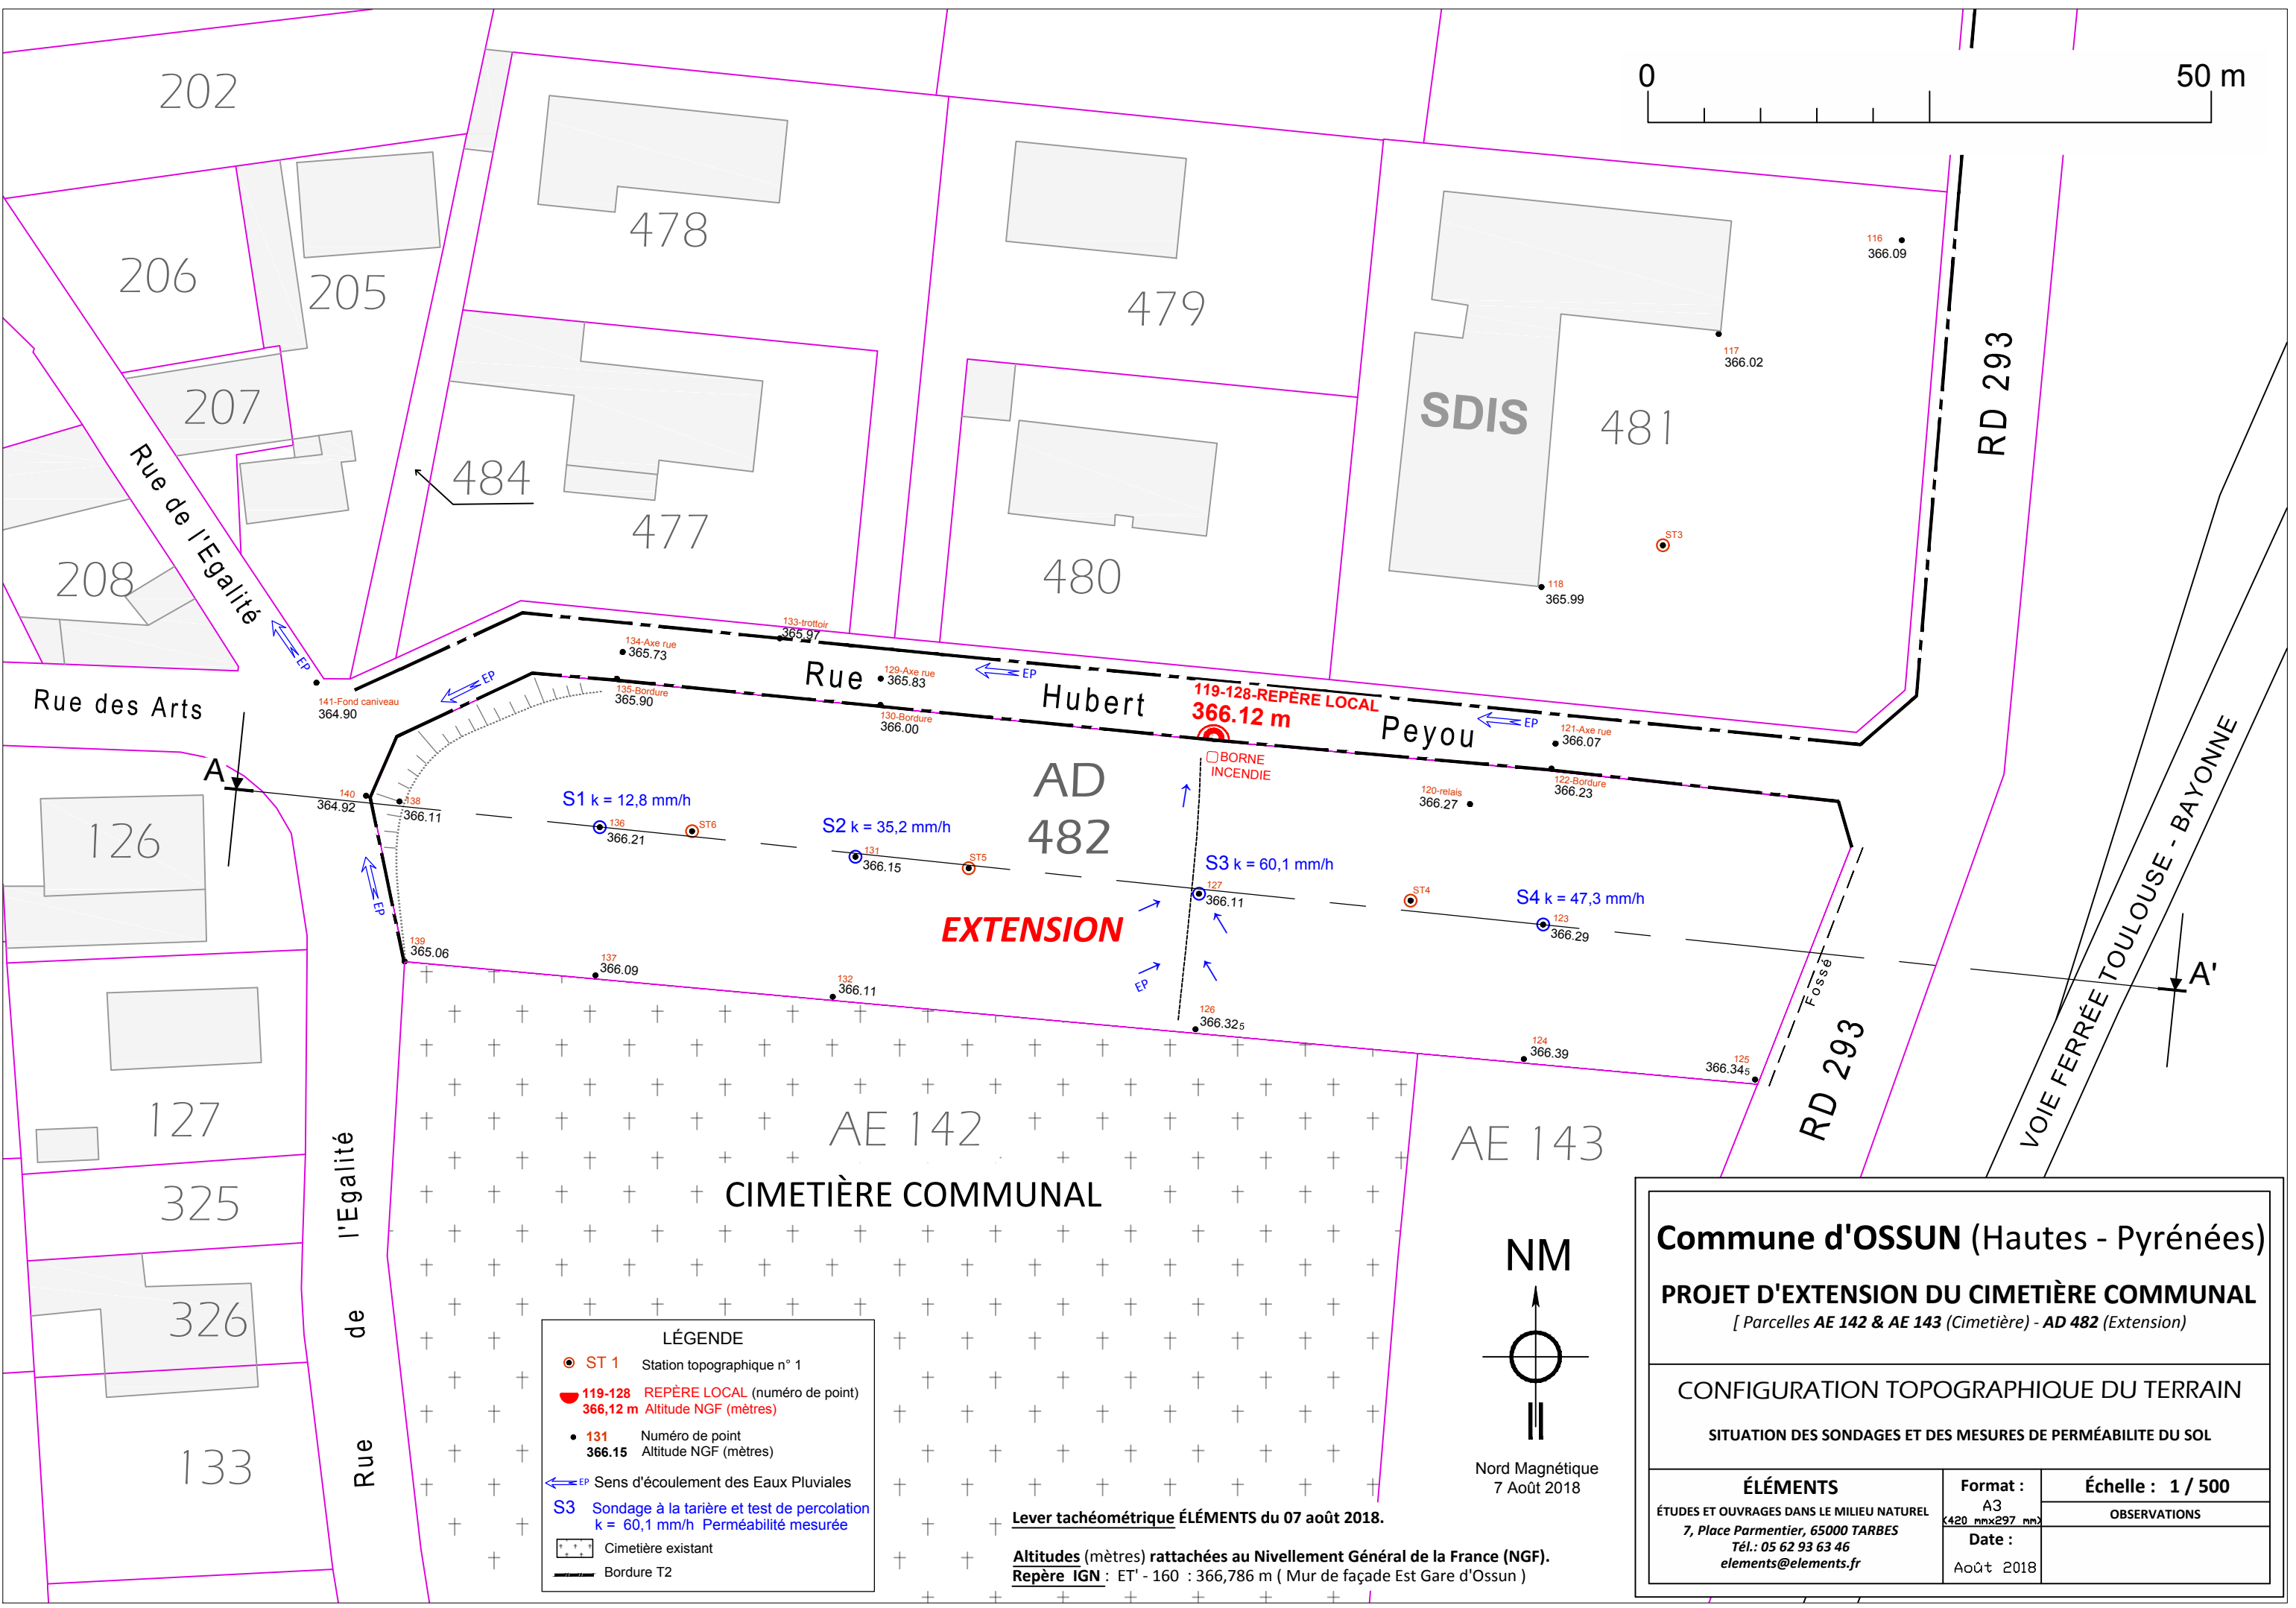 0 50 m
202
478
479
206
205
207
484
477
480
SDIS
481
116
366.09
117
366.02
ST3
118
365.99
RD 293
Rue de l'Egalité
208
EP
Rue des Arts
141-Fond caniveau
364.90
EP
134-Axe rue
365.73
133-trottoir
365.97
135-Bordure
365.90
129-Axe rue
365.83
130-Bordure
366.00
EP
Rue Hubert Peyou
119-128-REPÈRE LOCAL
366.12 m
BORNE
INCENDIE
EP
121-Axe rue
366.07
122-Bordure
366.23
120-relais
366.27
A
140
364.92
138
366.11
126
EP
139
365.06
S1 k = 12,8 mm/h
136
366.21
ST6
S2 k = 35,2 mm/h
131
366.15
ST5
AD
482
S3 k = 60,1 mm/h
127
366.11
ST4
S4 k = 47,3 mm/h
123
366.29
EXTENSION
EP
137
366.09
132
366.11
126
366.325
124
366.39
125
366.345
Fossé
RD 293
VOIE FERRÉE TOULOUSE - BAYONNE
A'
127
325
326
133
Rue de l'Egalité
AE 142
CIMETIÈRE COMMUNAL
AE 143
NM
Nord Magnétique
7 Août 2018
LÉGENDE
ST 1 Station topographique n° 1
119-128 REPÈRE LOCAL (numéro de point)
366,12 m Altitude NGF (mètres)
131 Numéro de point
366.15 Altitude NGF (mètres)
EP Sens d'écoulement des Eaux Pluviales
S3 Sondage à la tarière et test de percolation
k = 60,1 mm/h Perméabilité mesurée
Cimetière existant
Bordure T2
Lever tachéométrique ÉLÉMENTS du 07 août 2018.
Altitudes (mètres) rattachées au Nivellement Général de la France (NGF).
Repère IGN : ET' - 160 : 366,786 m ( Mur de façade Est Gare d'Ossun )
Commune d'OSSUN (Hautes - Pyrénées)
PROJET D'EXTENSION DU CIMETIÈRE COMMUNAL
[ Parcelles AE 142 & AE 143 (Cimetière) - AD 482 (Extension)
CONFIGURATION TOPOGRAPHIQUE DU TERRAIN
SITUATION DES SONDAGES ET DES MESURES DE PERMÉABILITE DU SOL
ÉLÉMENTS
ÉTUDES ET OUVRAGES DANS LE MILIEU NATUREL
7, Place Parmentier, 65000 TARBES
Tél.: 05 62 93 63 46
elements@elements.fr
Format :
A3
(420 mmx297 mm)
Date :
Août 2018
Échelle : 1 / 500
OBSERVATIONS